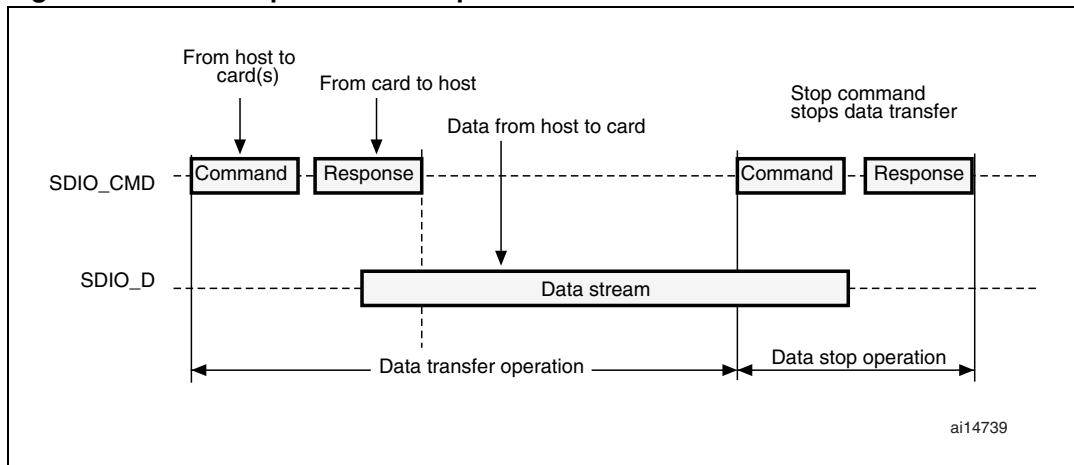 From host to
card(s)
From card to host
Data from host to card
Stop command
stops data transfer
SDIO_CMD
Command
Response
Command
Response
SDIO_D
Data stream
Data transfer operation
Data stop operation
ai14739